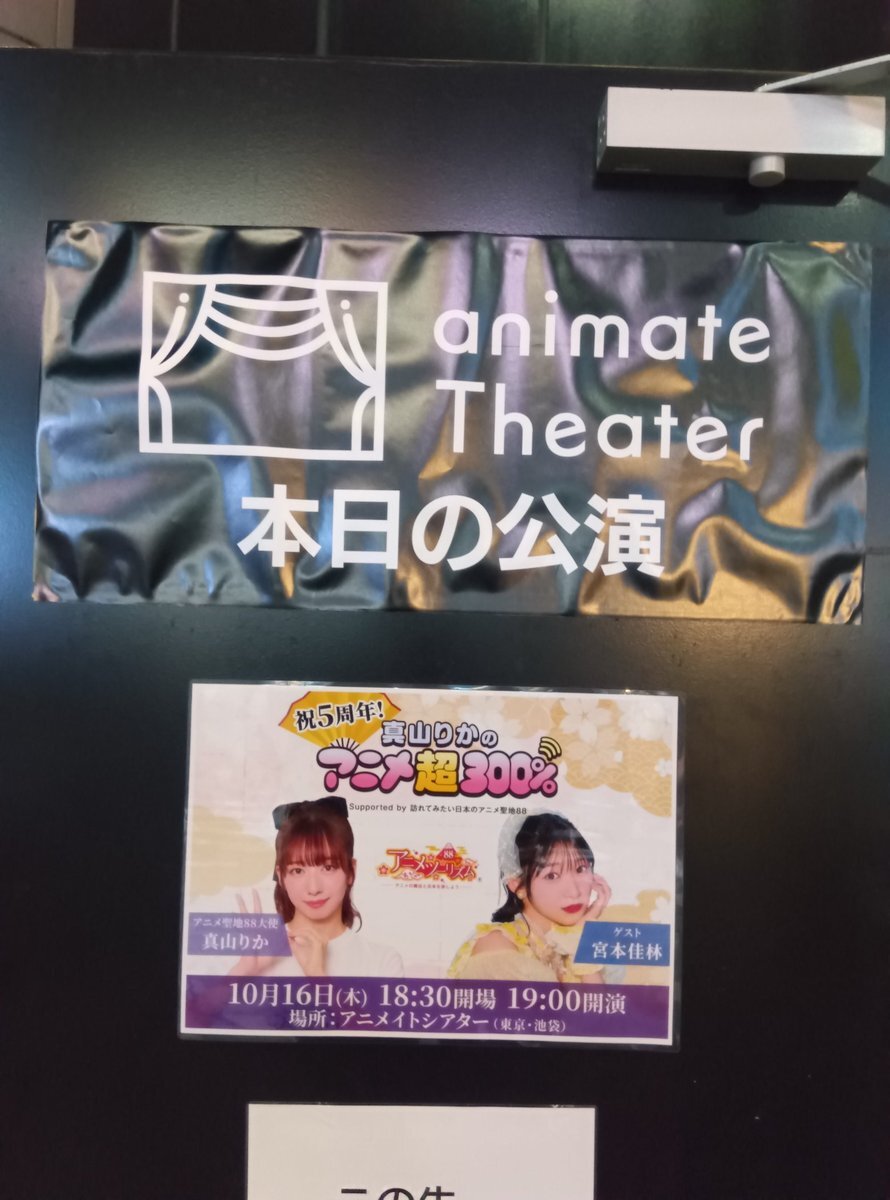 animate
Theater
本日の公演
祝5周年!
真山りかの
アニメ超300%
Supported by 訪れてみたい日本のアニメ聖地88
88
アニメツーリズム
アニメ聖地88大使
真山りか
ゲスト
宮本佳林
10月16日(木) 18:30開場 19:00開演
場所:アニメイトシアター(東京・池袋)
この先